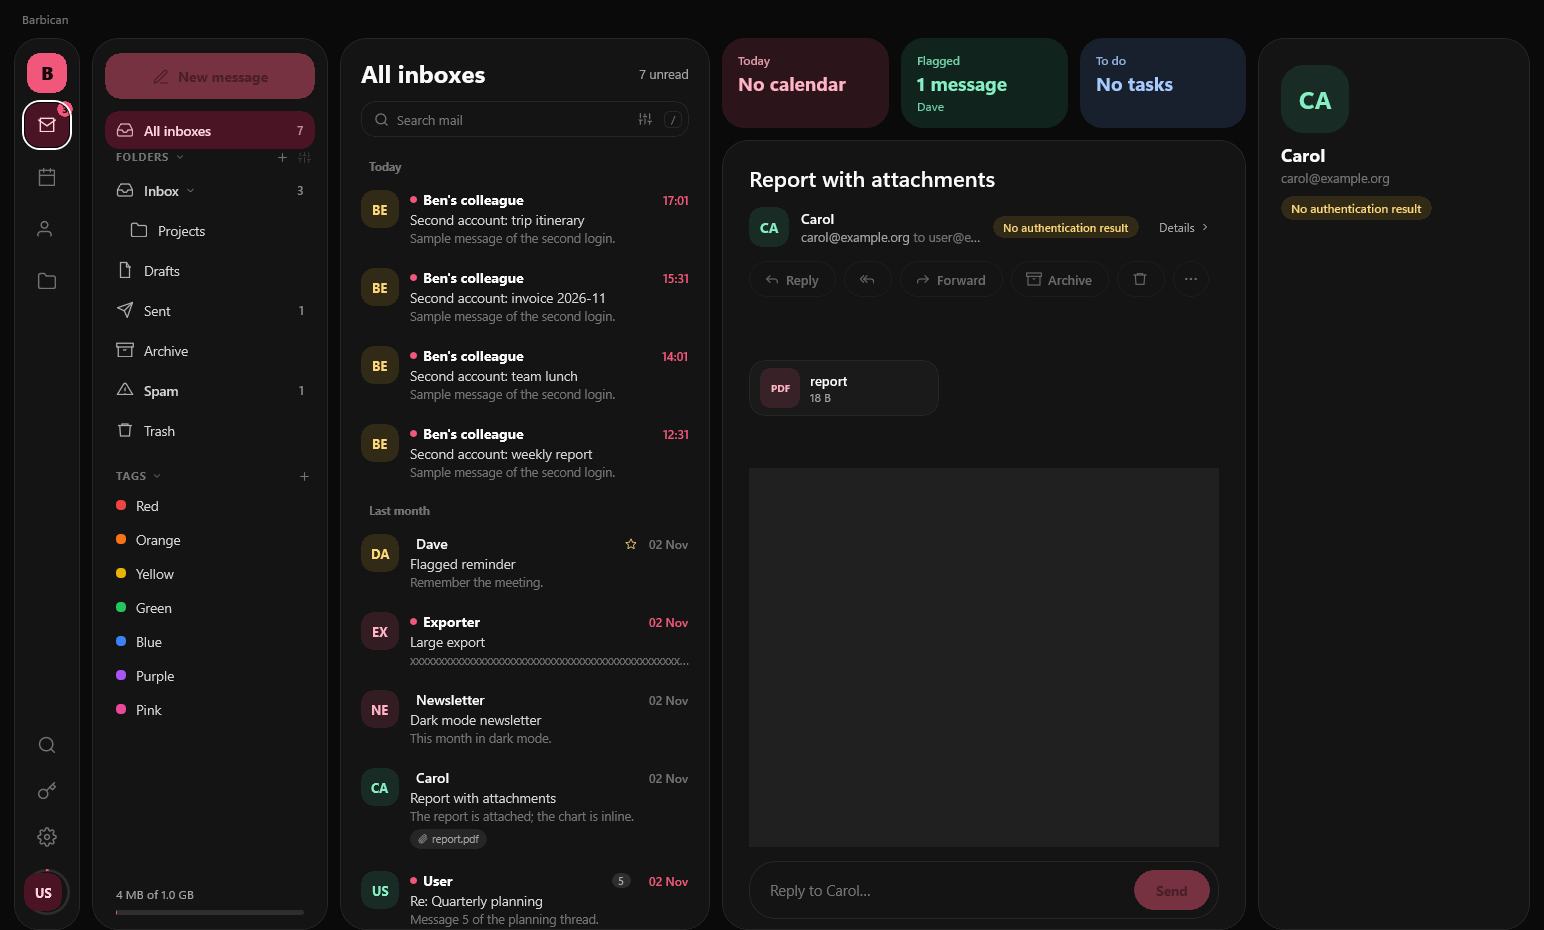 Barbican
B
New message
All inboxes 7
FOLDERS
Inbox 3
Projects
Drafts
Sent 1
Archive
Spam 1
Trash
TAGS
Red
Orange
Yellow
Green
Blue
Purple
Pink
4 MB of 1.0 GB
US
All inboxes 7 unread
Search mail /
Today
BE Ben's colleague 17:01
Second account: trip itinerary
Sample message of the second login.
BE Ben's colleague 15:31
Second account: invoice 2026-11
Sample message of the second login.
BE Ben's colleague 14:01
Second account: team lunch
Sample message of the second login.
BE Ben's colleague 12:31
Second account: weekly report
Sample message of the second login.
Last month
DA Dave 02 Nov
Flagged reminder
Remember the meeting.
EX Exporter 02 Nov
Large export
NE Newsletter 02 Nov
Dark mode newsletter
This month in dark mode.
CA Carol 02 Nov
Report with attachments
The report is attached; the chart is inline.
report.pdf
US User 5 02 Nov
Re: Quarterly planning
Message 5 of the planning thread.
Today
No calendar
Flagged
1 message
Dave
To do
No tasks
Report with attachments
CA Carol
carol@example.org to user@e...
No authentication result
Details
Reply
Forward
Archive
PDF report
18 B
Reply to Carol...
Send
CA
Carol
carol@example.org
No authentication result